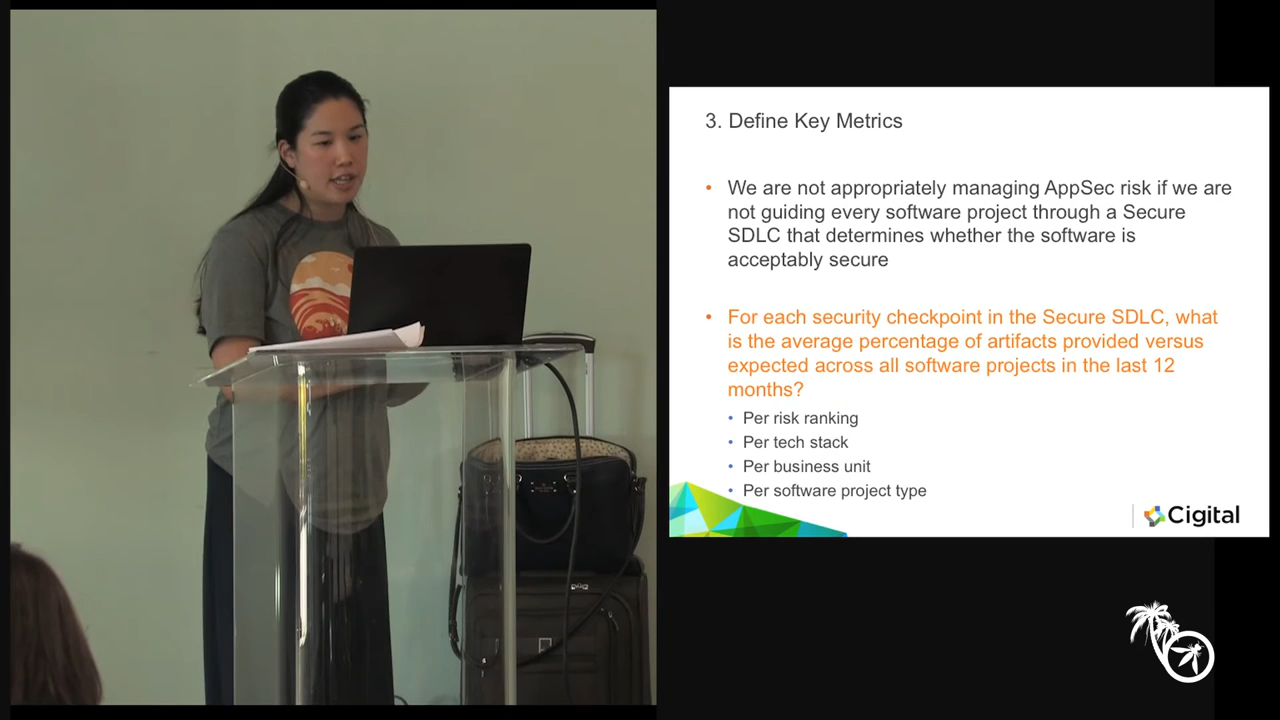 3. Define Key Metrics
• We are not appropriately managing AppSec risk if we are
not guiding every software project through a Secure
SDLC that determines whether the software is
acceptably secure
• For each security checkpoint in the Secure SDLC, what
is the average percentage of artifacts provided versus
expected across all software projects in the last 12
months?
• Per risk ranking
• Per tech stack
• Per business unit
• Per software project type
Cigital